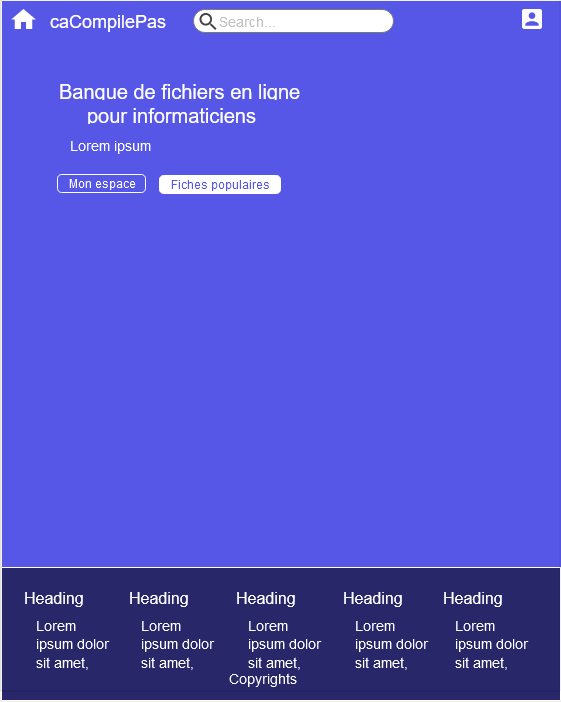 caCompilePas
Search...
Banque de fichiers en ligne
pour informaticiens
Lorem ipsum
Mon espace
Fiches populaires
Heading
Lorem
ipsum dolor
sit amet,
Heading
Lorem
ipsum dolor
sit amet,
Heading
Lorem
ipsum dolor
sit amet,
Heading
Lorem
ipsum dolor
sit amet,
Heading
Lorem
ipsum dolor
sit amet,
Copyrights